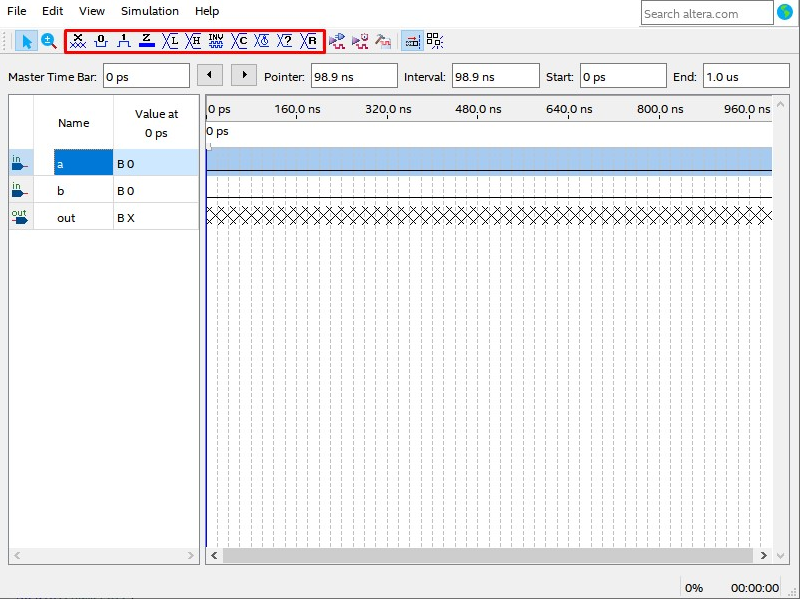 File Edit View Simulation Help
Search altera.com
X 0 1 Z L H INV C ? R
Master Time Bar: 0 ps Pointer: 98.9 ns Interval: 98.9 ns Start: 0 ps End: 1.0 us
Name Value at 0 ps
0 ps 160.0 ns 320.0 ns 480.0 ns 640.0 ns 800.0 ns 960.0 ns
0 ps
in a B 0
in b B 0
out out B X
0% 00:00:00